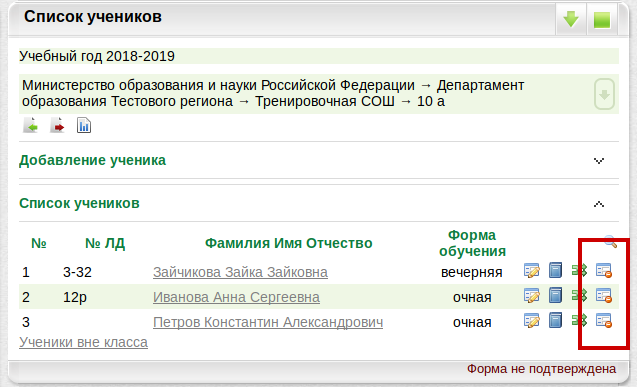 Список учеников
Учебный год 2018-2019
Министерство образования и науки Российской Федерации → Департамент
образования Тестового региона → Тренировочная СОШ → 10 а
Добавление ученика
Список учеников
№ № ЛД Фамилия Имя Отчество Форма обучения
1 3-32 Зайчикова Зайка Зайковна вечерняя
2 12р Иванова Анна Сергеевна очная
3 Петров Константин Александрович очная
Ученики вне класса
Форма не подтверждена